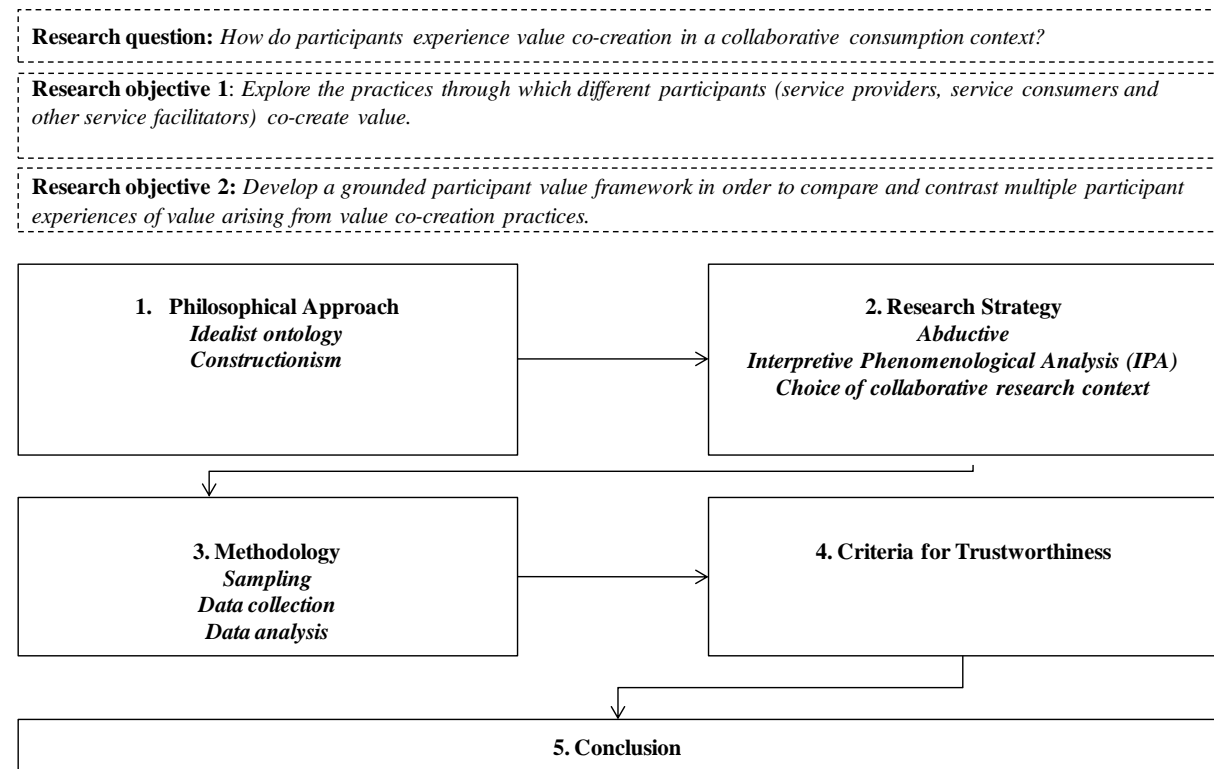 Research question: How do participants experience value co-creation in a collaborative consumption context?
Research objective 1: Explore the practices through which different participants (service providers, service consumers and
other service facilitators) co-create value.
Research objective 2: Develop a grounded participant value framework in order to compare and contrast multiple participant
experiences of value arising from value co-creation practices.
1. Philosophical Approach
Idealist ontology
Constructionism
2. Research Strategy
Abductive
Interpretive Phenomenological Analysis (IPA)
Choice of collaborative research context
3. Methodology
Sampling
Data collection
Data analysis
4. Criteria for Trustworthiness
5. Conclusion